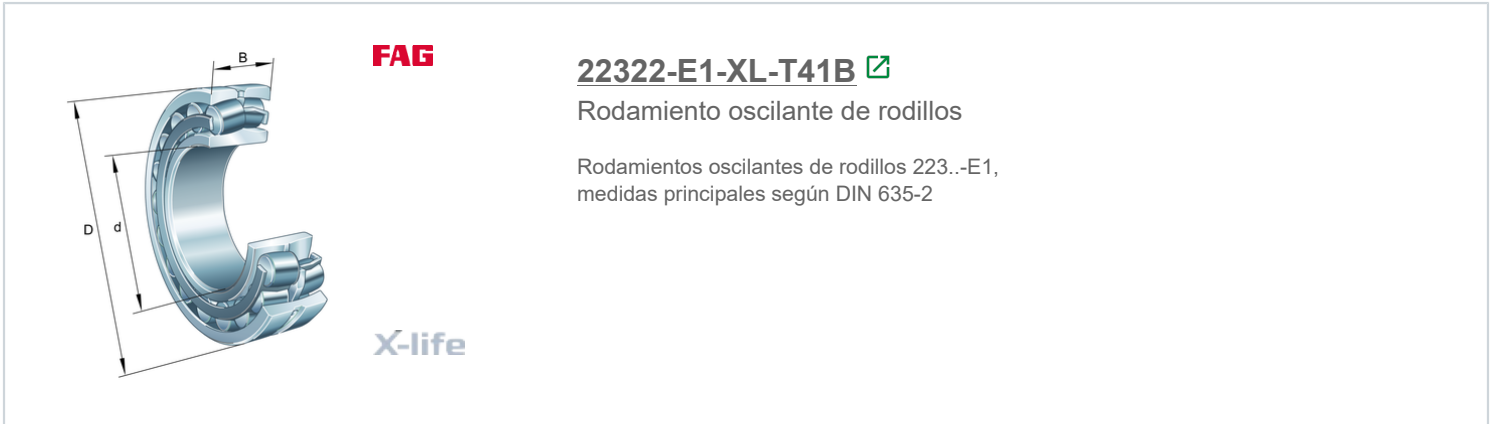 B
FAG
22322-E1-XL-T41B
Rodamiento oscilante de rodillos
Rodamientos oscilantes de rodillos 223..-E1,
medidas principales según DIN 635-2
D
d
X-life